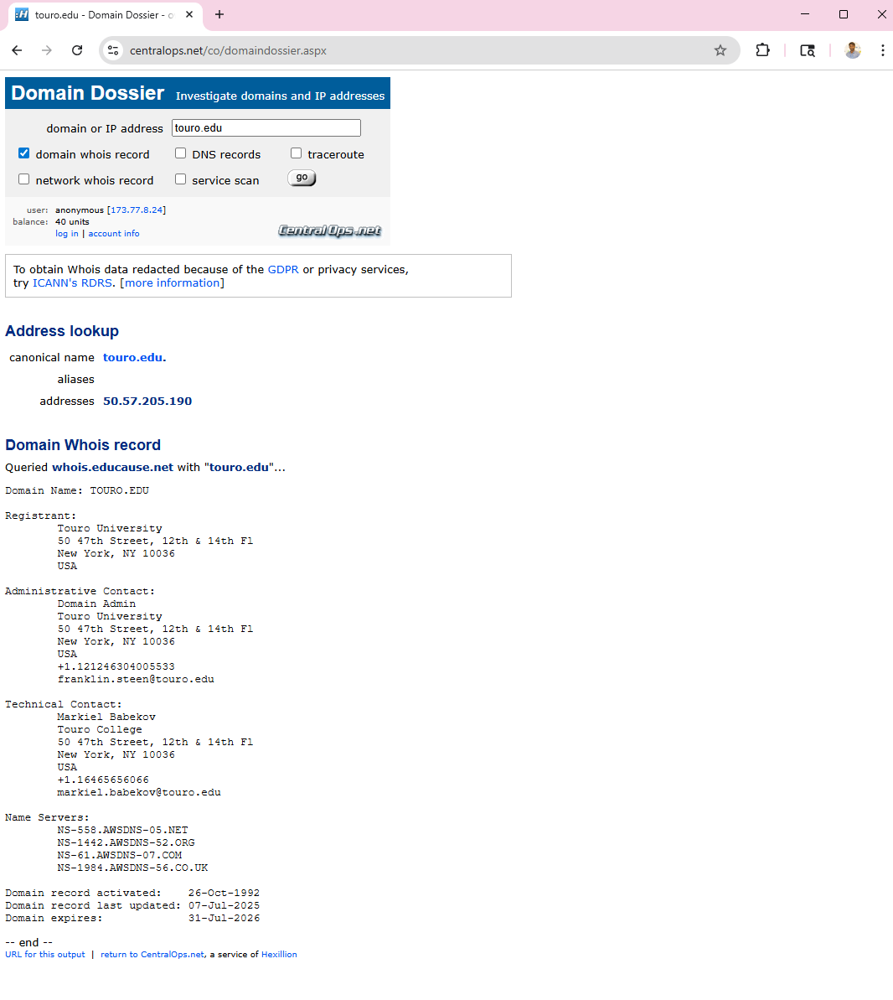 touro.edu - Domain Dossier - o
centralops.net/co/domaindossier.aspx
Domain Dossier Investigate domains and IP addresses
domain or IP address touro.edu
domain whois record DNS records traceroute
network whois record service scan go
user: anonymous [173.77.8.24]
balance: 40 units
log in | account info
CentralOps.net
To obtain Whois data redacted because of the GDPR or privacy services,
try ICANN's RDRS. [more information]
Address lookup
canonical name touro.edu.
aliases
addresses 50.57.205.190
Domain Whois record
Queried whois.educause.net with "touro.edu"...
Domain Name: TOURO.EDU
Registrant:
Touro University
50 47th Street, 12th & 14th Fl
New York, NY 10036
USA
Administrative Contact:
Domain Admin
Touro University
50 47th Street, 12th & 14th Fl
New York, NY 10036
USA
+1.121246304005533
franklin.steen@touro.edu
Technical Contact:
Markiel Babekov
Touro College
50 47th Street, 12th & 14th Fl
New York, NY 10036
USA
+1.16465656066
markiel.babekov@touro.edu
Name Servers:
NS-558.AWSDNS-05.NET
NS-1442.AWSDNS-52.ORG
NS-61.AWSDNS-07.COM
NS-1984.AWSDNS-56.CO.UK
Domain record activated: 26-Oct-1992
Domain record last updated: 07-Jul-2025
Domain expires: 31-Jul-2026
-- end --
URL for this output | return to CentralOps.net, a service of Hexillion